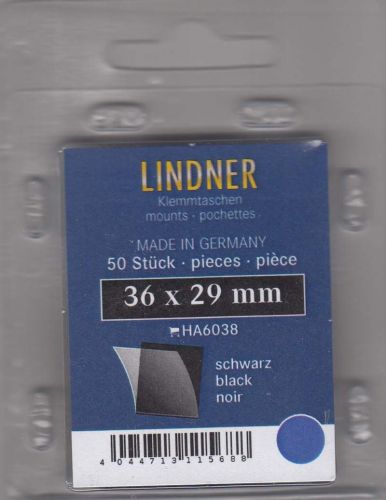 LINDNER
Klemmtaschen
mounts · pochettes
MADE IN GERMANY
50 Stück · pieces · pièce
36 x 29 mm
HA6038
schwarz
black
noir
4 044713 115688